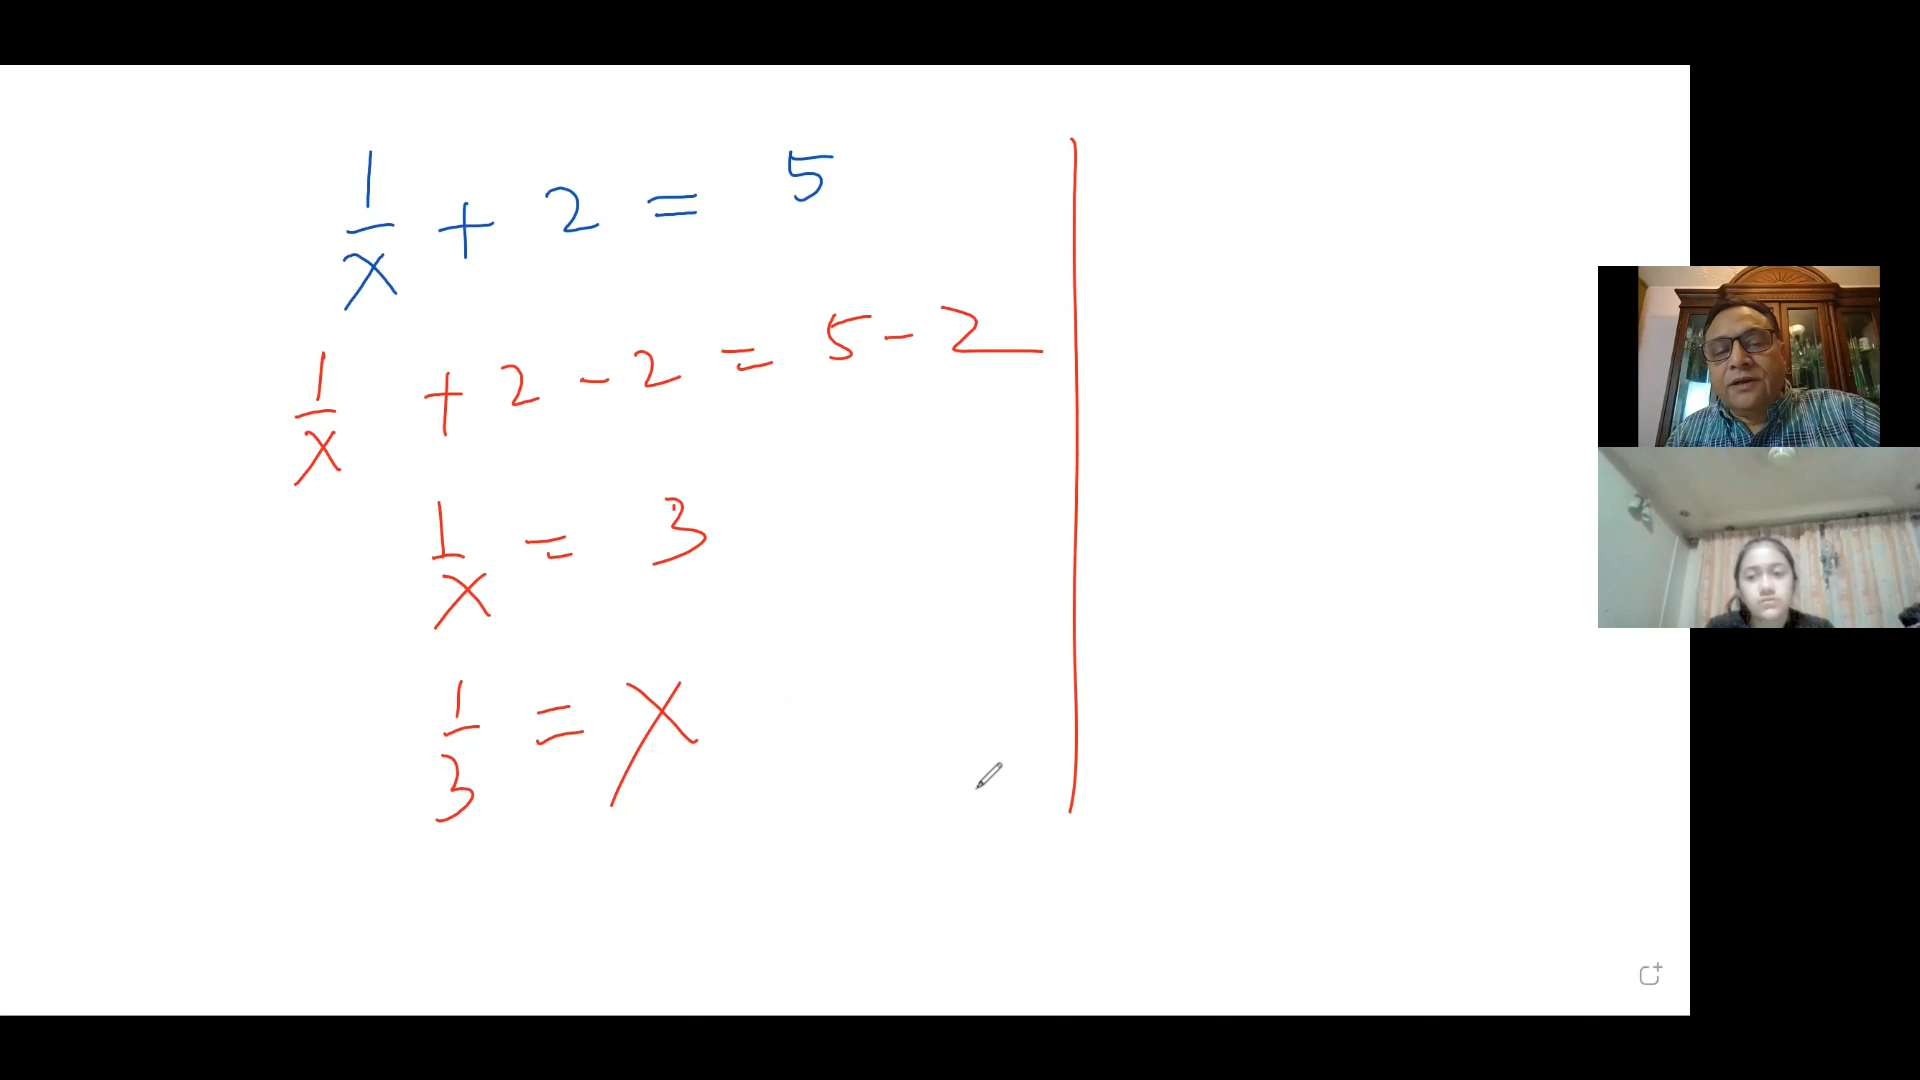 1/x + 2 = 5
1/x + 2 - 2 = 5 - 2
1/x = 3
1/3 = x